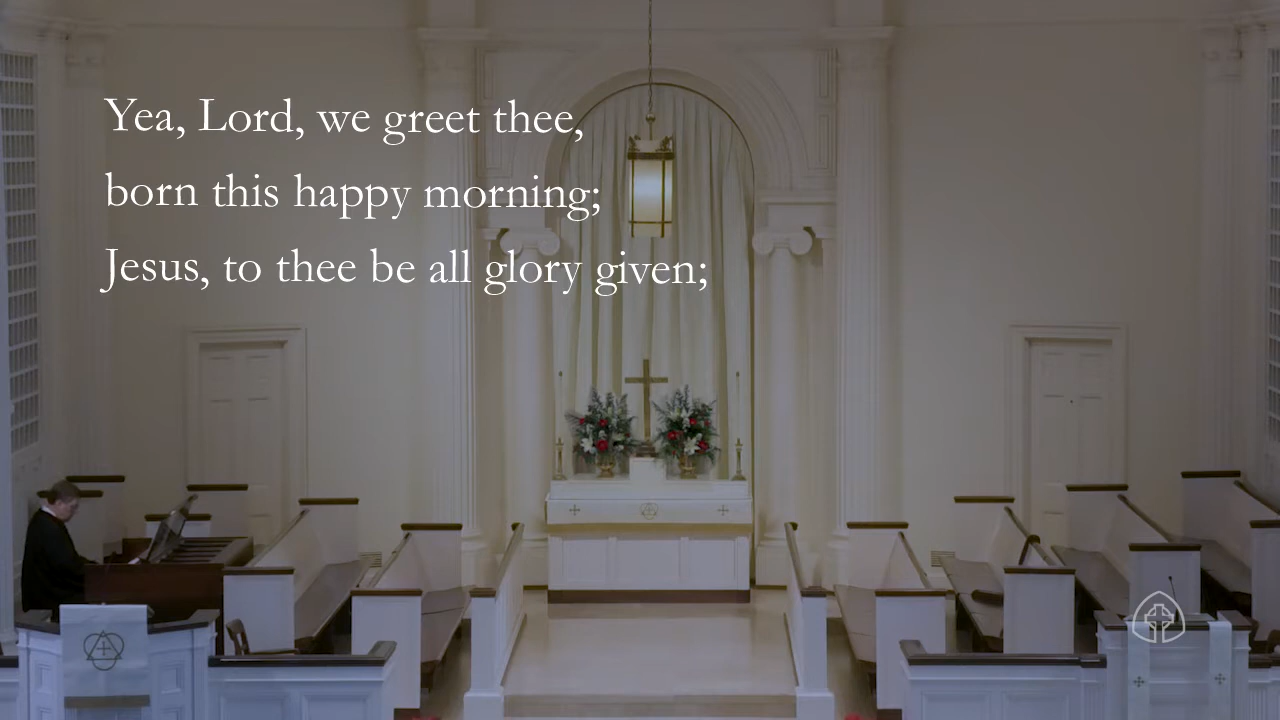 Yea, Lord, we greet thee,
born this happy morning;
Jesus, to thee be all glory given;